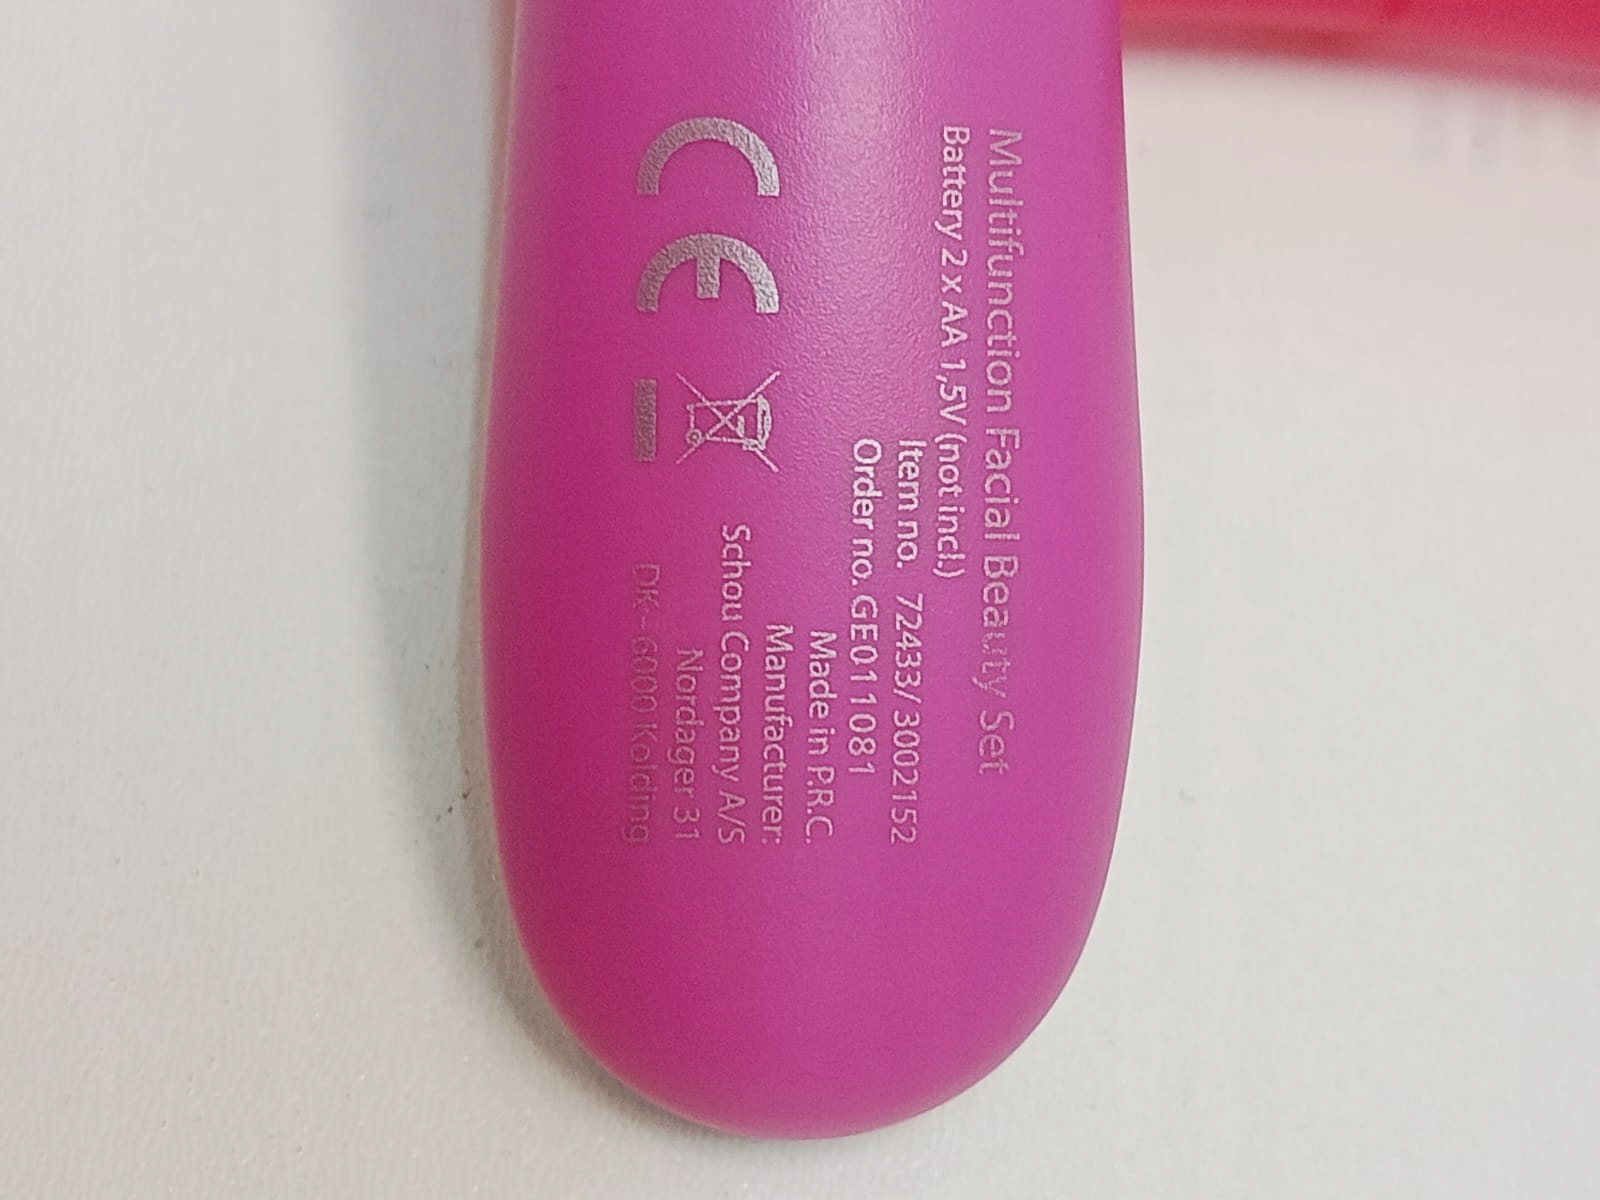 Multifunction Facial Beauty Set
Battery 2 x AA 1,5V (not incl.)
Item no. 72433/ 3002152
Order no. GE011081
Made in P.R.C.
Manufacturer:
Schou Company A/S
Nordager 31
DK - 6000 Kolding
CE